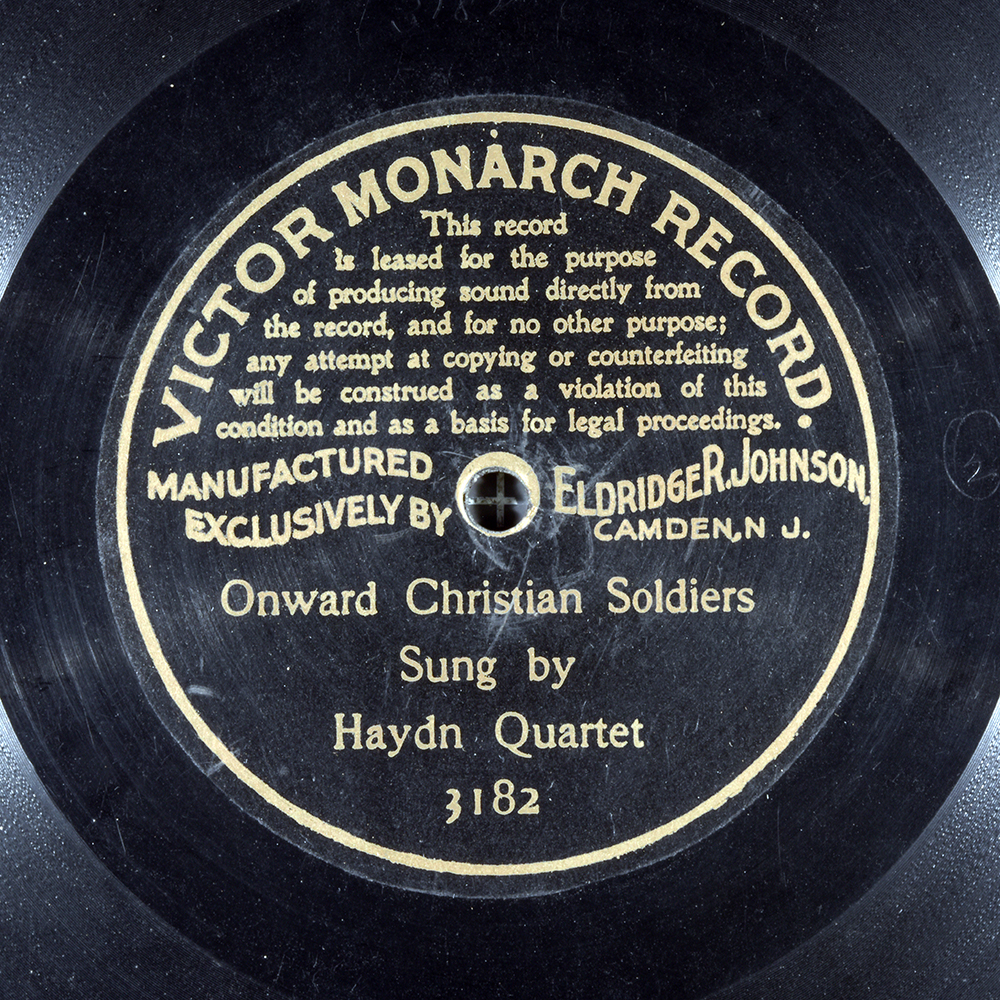 VICTOR MONARCH RECORD.
This record
is leased for the purpose
of producing sound directly from
the record, and for no other purpose;
any attempt at copying or counterfeiting
will be construed as a violation of this
condition and as a basis for legal proceedings.
MANUFACTURED
EXCLUSIVELY BY
ELDRIDGE R. JOHNSON,
CAMDEN, N J.
Onward Christian Soldiers
Sung by
Haydn Quartet
3182